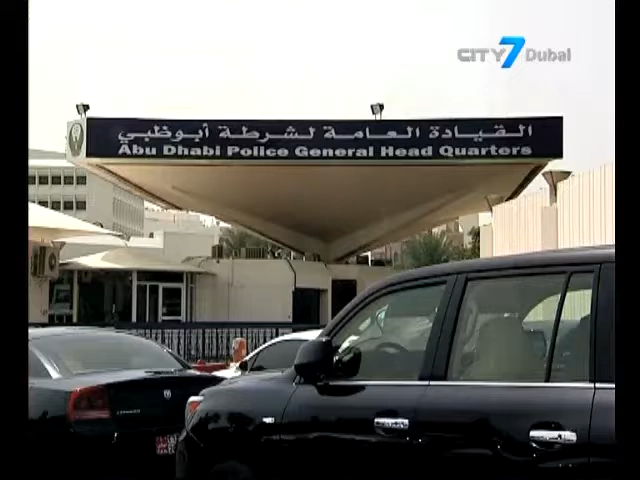 CITY 7 Dubai
القيادة العامة لشرطة أبوظبي
Abu Dhabi Police General Head Quarters